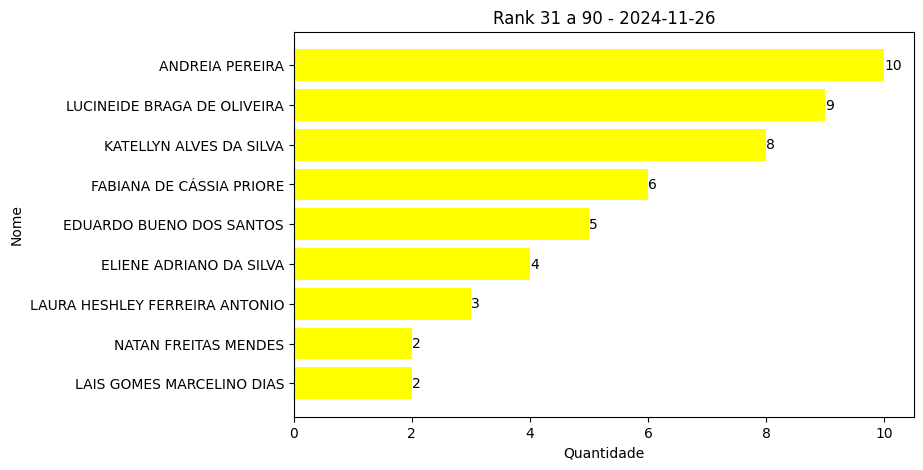 Rank 31 a 90 - 2024-11-26
ANDREIA PEREIRA 10
LUCINEIDE BRAGA DE OLIVEIRA 9
KATELLYN ALVES DA SILVA 8
FABIANA DE CÁSSIA PRIORE 6
EDUARDO BUENO DOS SANTOS 5
ELIENE ADRIANO DA SILVA 4
LAURA HESHLEY FERREIRA ANTONIO 3
NATAN FREITAS MENDES 2
LAIS GOMES MARCELINO DIAS 2
Nome
0 2 4 6 8 10
Quantidade